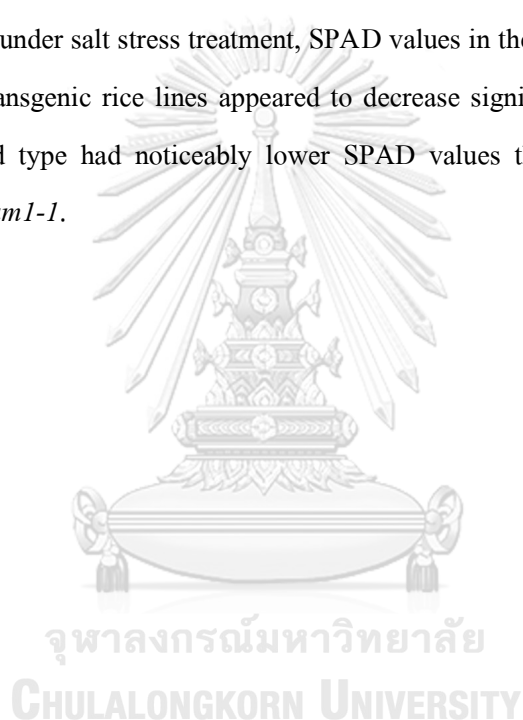 under salt stress treatment, SPAD values in the
ansgenic rice lines appeared to decrease signi
d type had noticeably lower SPAD values th
m1-1.
จุฬาลงกรณ์มหาวิทยาลัย
CHULALONGKORN UNIVERSITY